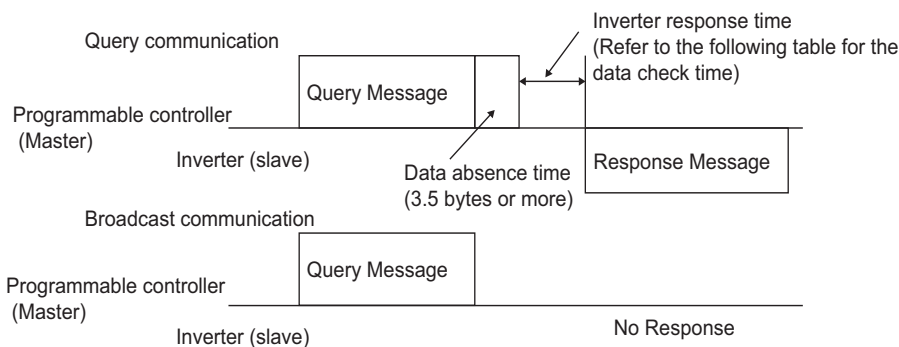 Inverter response time
(Refer to the following table for the
data check time)
Query communication
Query Message
Programmable controller
(Master)
Inverter (slave)
Data absence time
(3.5 bytes or more)
Response Message
Broadcast communication
Query Message
Programmable controller
(Master)
Inverter (slave)
No Response